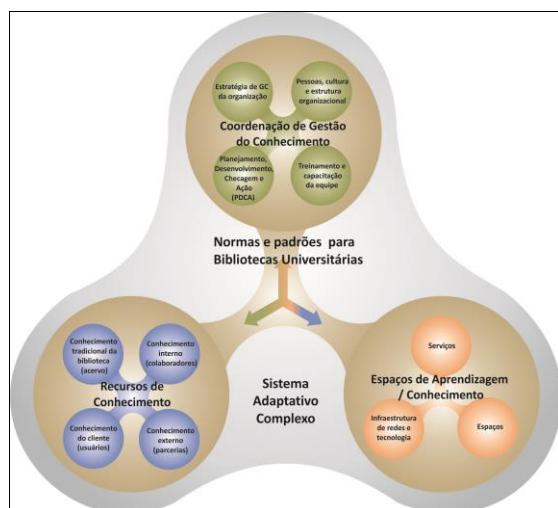 Estratégia de GC
da organização
Pessoas, cultura
e estrutura
organizacional
Coordenação de Gestão
do Conhecimento
Planejamento,
Desenvolvimento,
Checagem e
Ação
(PDCA)
Treinamento e
capacitação
da equipe
Normas e padrões para
Bibliotecas Universitárias
Conhecimento
tradicional da
biblioteca
(acervo)
Conhecimento
interno
(colaboradores)
Recursos de
Conhecimento
Conhecimento
do cliente
(usuários)
Conhecimento
externo
(parcerias)
Sistema
Adaptativo
Complexo
Serviços
Espaços de Aprendizagem
/ Conhecimento
Infraestrutura
de redes e
tecnologia
Espaços